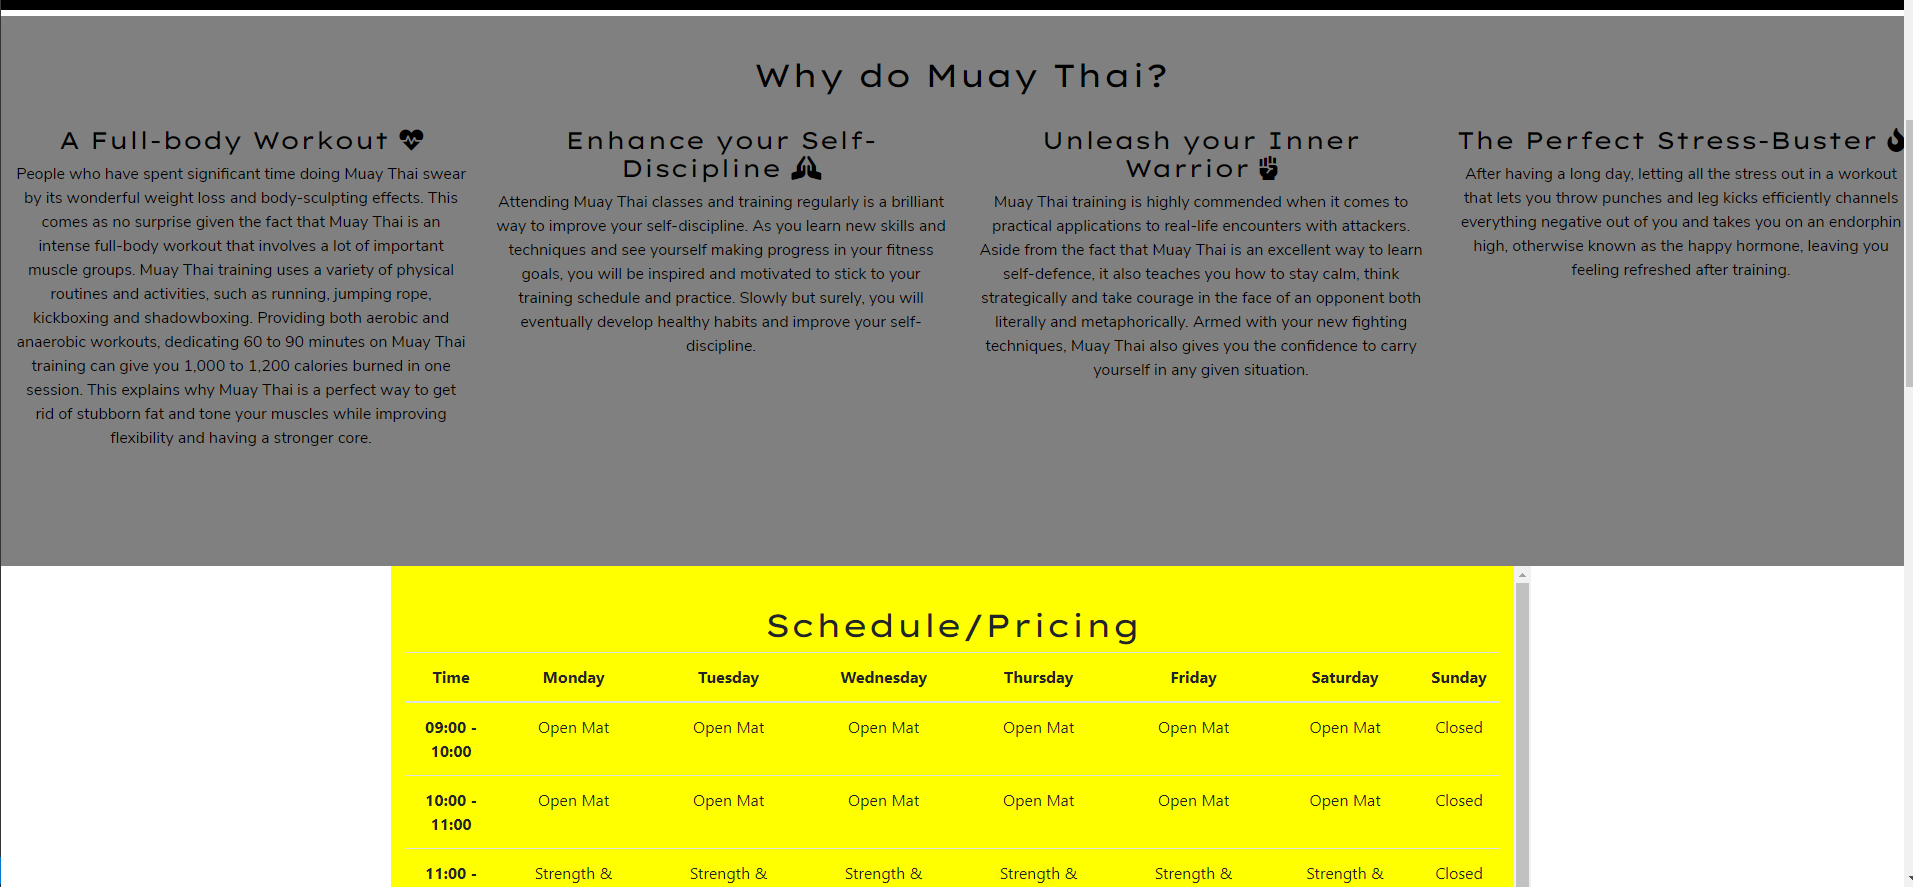 Why do Muay Thai?
A Full-body Workout
People who have spent significant time doing Muay Thai swear
by its wonderful weight loss and body-sculpting effects. This
comes as no surprise given the fact that Muay Thai is an
intense full-body workout that involves a lot of important
muscle groups. Muay Thai training uses a variety of physical
routines and activities, such as running, jumping rope,
kickboxing and shadowboxing. Providing both aerobic and
anaerobic workouts, dedicating 60 to 90 minutes on Muay Thai
training can give you 1,000 to 1,200 calories burned in one
session. This explains why Muay Thai is a perfect way to get
rid of stubborn fat and tone your muscles while improving
flexibility and having a stronger core.
Enhance your Self-
Discipline
Attending Muay Thai classes and training regularly is a brilliant
way to improve your self-discipline. As you learn new skills and
techniques and see yourself making progress in your fitness
goals, you will be inspired and motivated to stick to your
training schedule and practice. Slowly but surely, you will
eventually develop healthy habits and improve your self-
discipline.
Unleash your Inner
Warrior
Muay Thai training is highly commended when it comes to
practical applications to real-life encounters with attackers.
Aside from the fact that Muay Thai is an excellent way to learn
self-defence, it also teaches you how to stay calm, think
strategically and take courage in the face of an opponent both
literally and metaphorically. Armed with your new fighting
techniques, Muay Thai also gives you the confidence to carry
yourself in any given situation.
The Perfect Stress-Buster
After having a long day, letting all the stress out in a workout
that lets you throw punches and leg kicks efficiently channels
everything negative out of you and takes you on an endorphin
high, otherwise known as the happy hormone, leaving you
feeling refreshed after training.
Schedule/Pricing
Time Monday Tuesday Wednesday Thursday Friday Saturday Sunday
09:00 - Open Mat Open Mat Open Mat Open Mat Open Mat Open Mat Closed
10:00
10:00 - Open Mat Open Mat Open Mat Open Mat Open Mat Open Mat Closed
11:00
11:00 - Strength & Strength & Strength & Strength & Strength & Strength & Closed